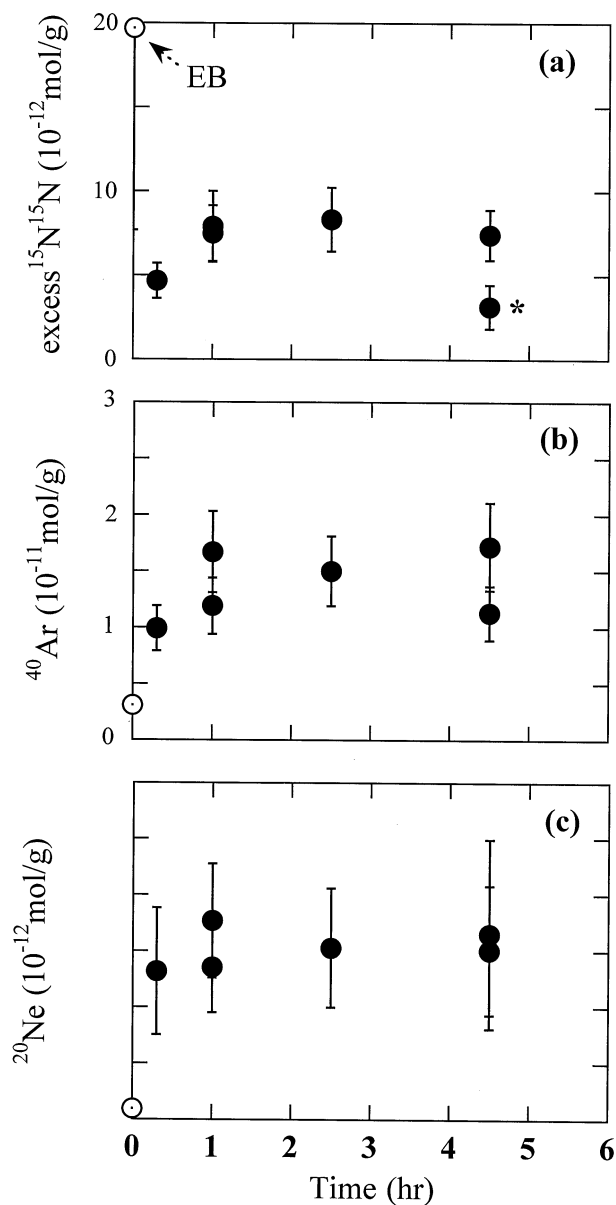 20
(a)
EB
10
*
0
excess ¹⁵N¹⁵N (10⁻¹²mol/g)
3
(b)
2
1
0
⁴⁰Ar (10⁻¹¹mol/g)
(c)
²⁰Ne (10⁻¹²mol/g)
0 1 2 3 4 5 6
Time (hr)